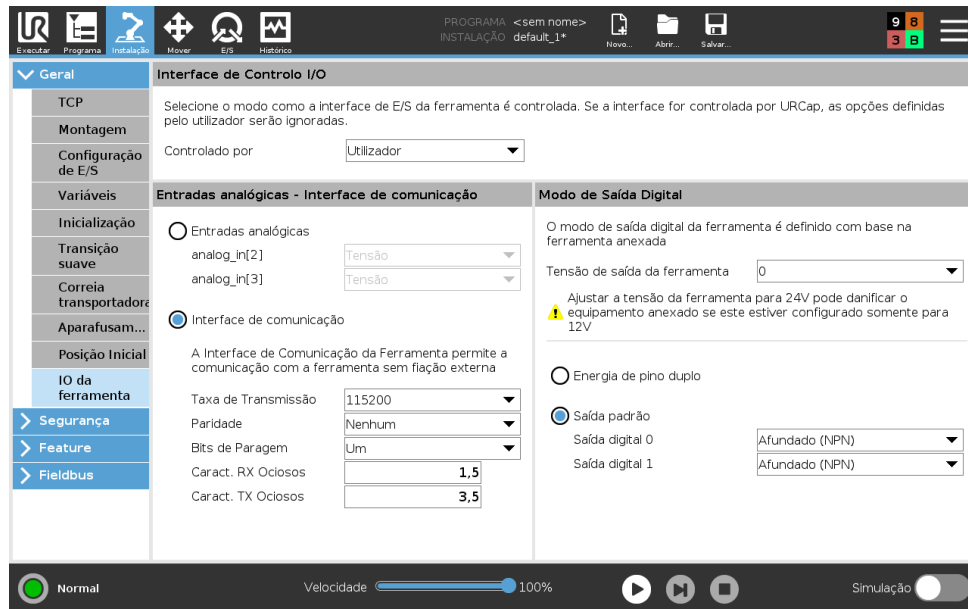 PROGRAMA <sem nome>
INSTALAÇÃO default_1*
Executar Programa Instalação Mover E/S Histórico Novo... Abrir... Salvar...
9 8
3 B
Geral
TCP
Montagem
Configuração
de E/S
Variáveis
Inicialização
Transição
suave
Correia
transportadora
Aparafusam...
Posição Inicial
IO da
ferramenta
Segurança
Feature
Fieldbus
Interface de Controlo I/O
Selecione o modo como a interface de E/S da ferramenta é controlada. Se a interface for controlada por URCap, as opções definidas
pelo utilizador serão ignoradas.
Controlado por Utilizador
Entradas analógicas - Interface de comunicação
Entradas analógicas
analog_in[2] Tensão
analog_in[3] Tensão
Interface de comunicação
A Interface de Comunicação da Ferramenta permite a
comunicação com a ferramenta sem fiação externa
Taxa de Transmissão 115200
Paridade Nenhum
Bits de Paragem Um
Caract. RX Ociosos 1,5
Caract. TX Ociosos 3,5
Modo de Saída Digital
O modo de saída digital da ferramenta é definido com base na
ferramenta anexada
Tensão de saída da ferramenta 0
Ajustar a tensão da ferramenta para 24V pode danificar o
equipamento anexado se este estiver configurado somente para
12V
Energia de pino duplo
Saída padrão
Saída digital 0 Afundado (NPN)
Saída digital 1 Afundado (NPN)
Normal Velocidade 100% Simulação